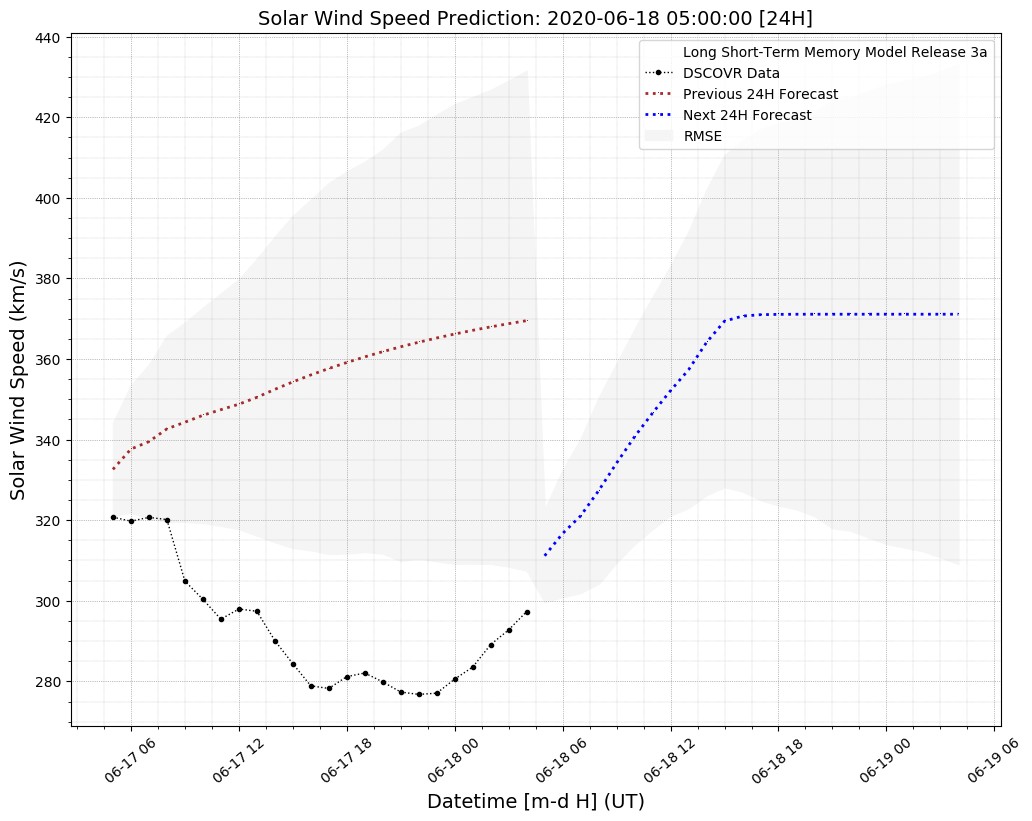 Solar Wind Speed Prediction: 2020-06-18 05:00:00 [24H]
Long Short-Term Memory Model Release 3a
DSCOVR Data
Previous 24H Forecast
Next 24H Forecast
RMSE
Solar Wind Speed (km/s)
440
420
400
380
360
340
320
300
280
06-17 06
06-17 12
06-17 18
06-18 00
06-18 06
06-18 12
06-18 18
06-19 00
06-19 06
Datetime [m-d H] (UT)